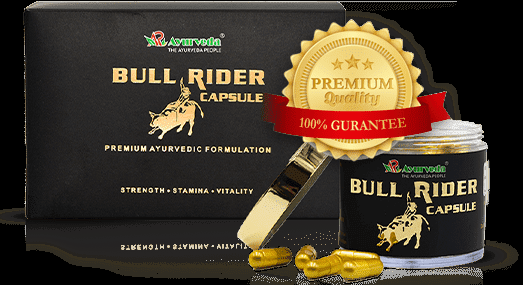 Ayurveda®
THE AYURVEDA PEOPLE
BULL RIDER
CAPSULE
PREMIUM AYURVEDIC FORMULATION
STRENGTH • STAMINA • VITALITY
PREMIUM
Quality
100% GURANTEE
Ayurveda®
THE AYURVEDA PEOPLE
BULL RIDER
CAPSULE